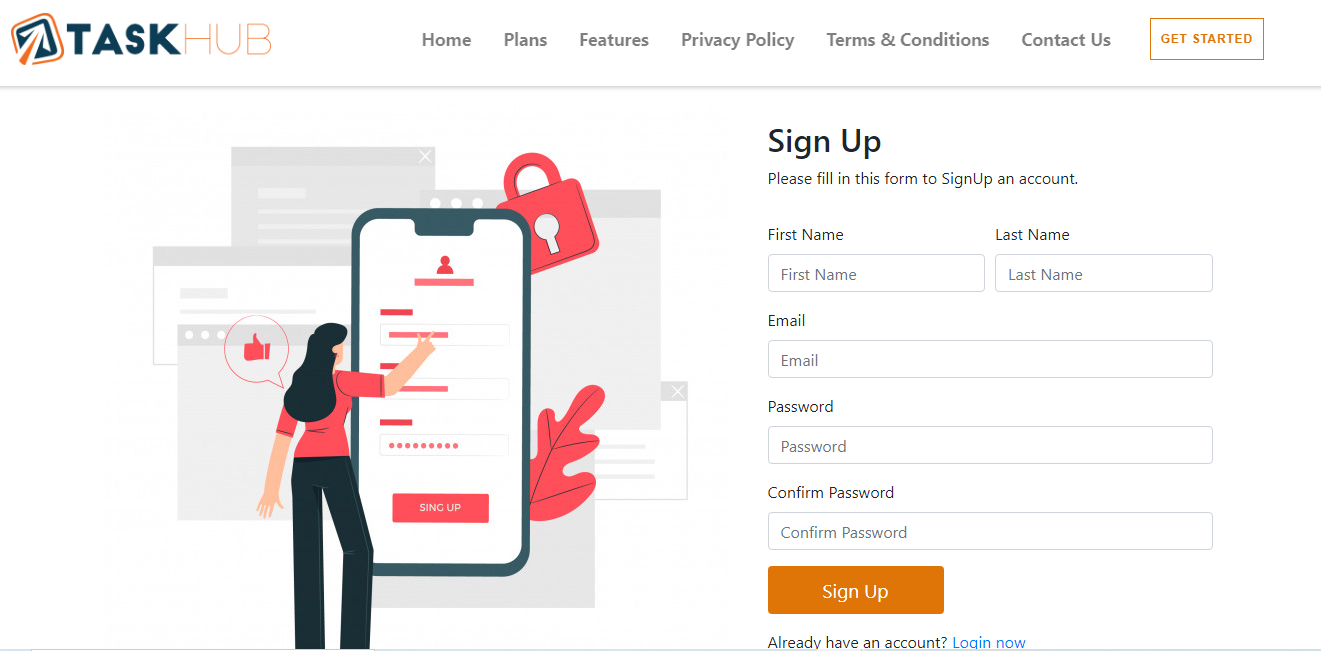 TASKHUB
Home Plans Features Privacy Policy Terms & Conditions Contact Us GET STARTED
SING UP
Sign Up
Please fill in this form to SignUp an account.
First Name Last Name
First Name Last Name
Email
Email
Password
Password
Confirm Password
Confirm Password
Sign Up
Already have an account? Login now